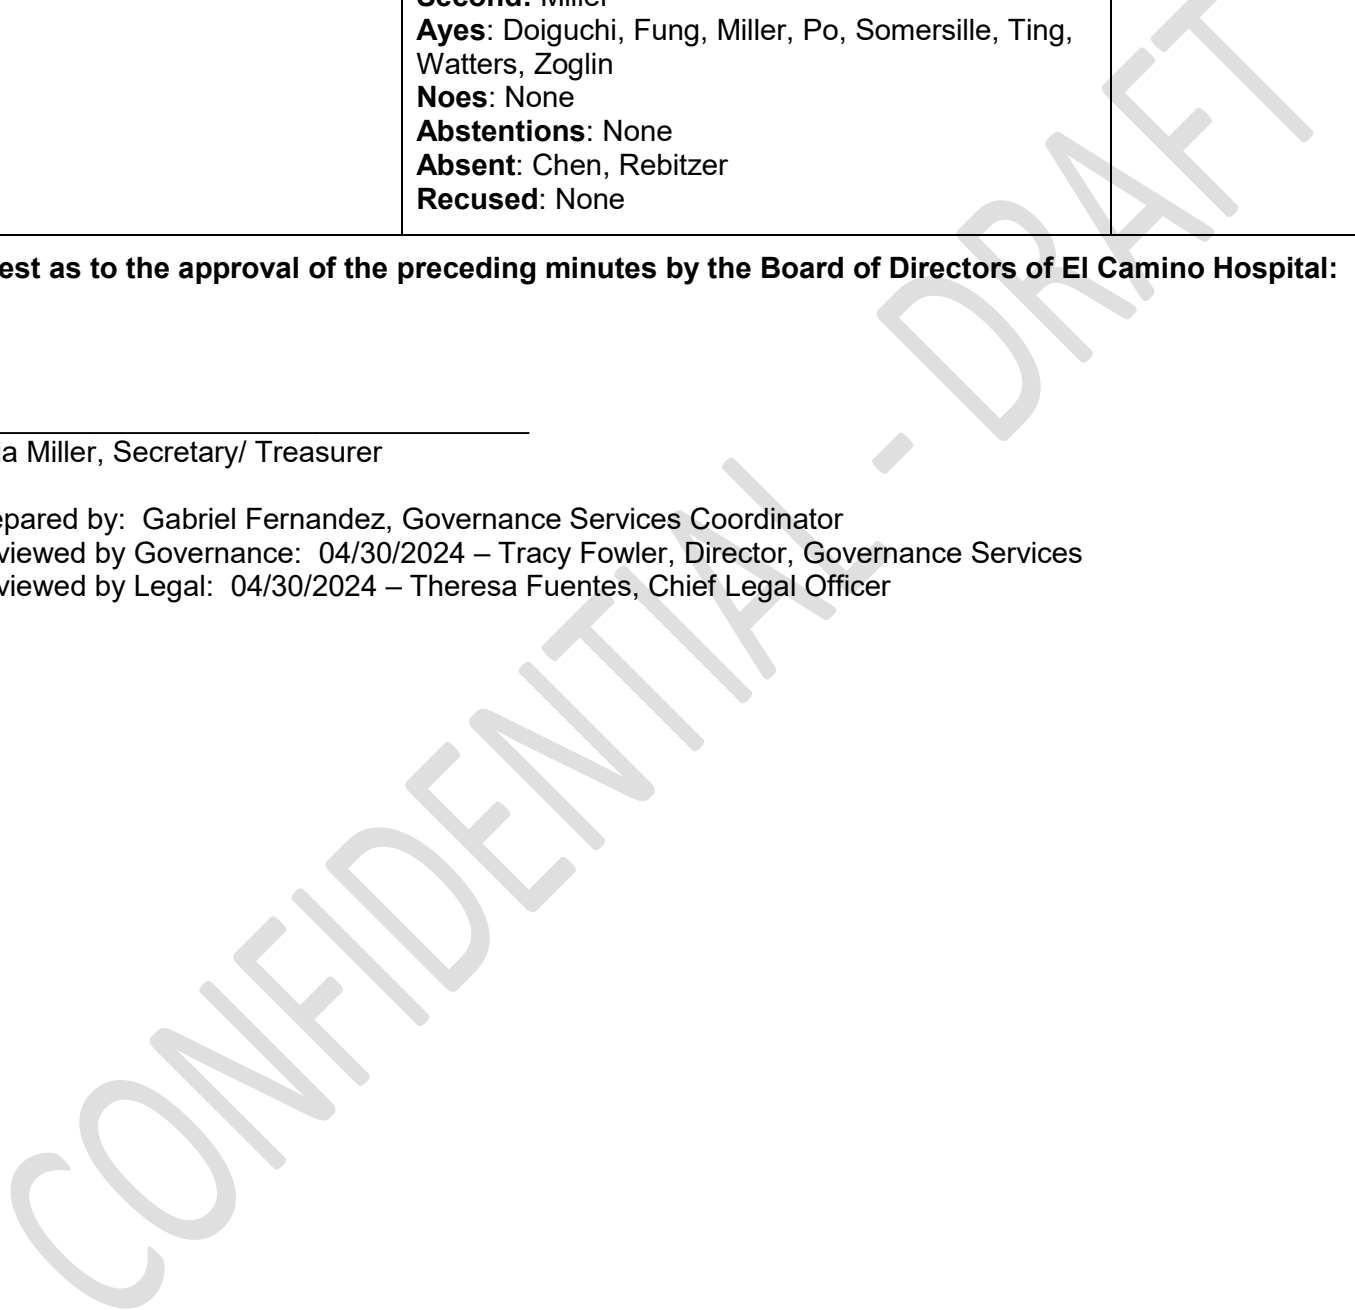 Second: Miller
Ayes: Doiguchi, Fung, Miller, Po, Somersille, Ting,
Watters, Zoglin
Noes: None
Abstentions: None
Absent: Chen, Rebitzer
Recused: None
est as to the approval of the preceding minutes by the Board of Directors of El Camino Hospital:
ia Miller, Secretary/ Treasurer
epared by: Gabriel Fernandez, Governance Services Coordinator
viewed by Governance: 04/30/2024 – Tracy Fowler, Director, Governance Services
viewed by Legal: 04/30/2024 – Theresa Fuentes, Chief Legal Officer
CONFIDENTIAL - DRAFT